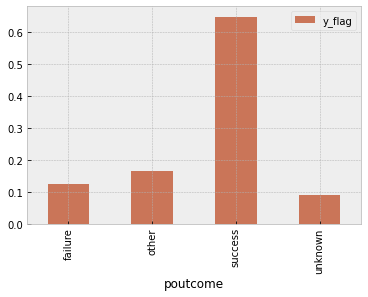 y_flag
0.6
0.5
0.4
0.3
0.2
0.1
0.0
failure
other
success
unknown
poutcome